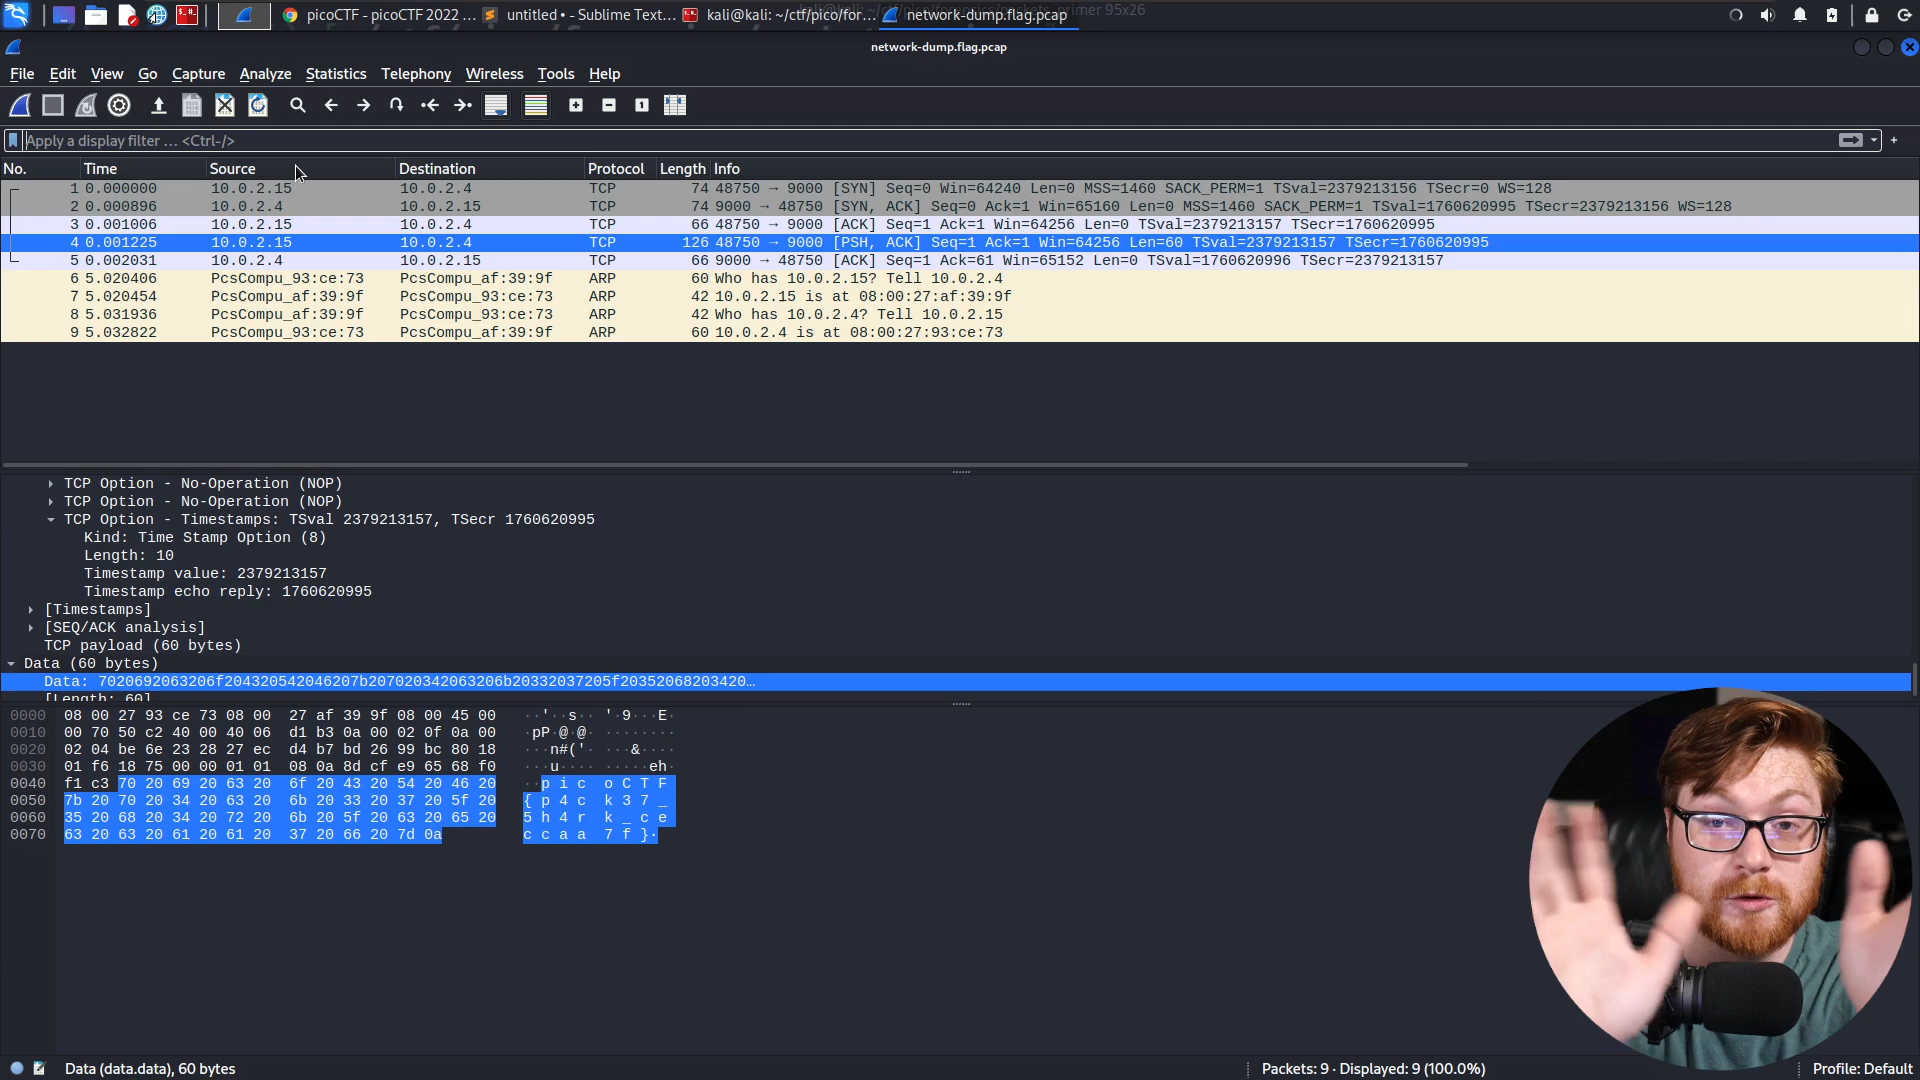 picoCTF - picoCTF 2022 ...
untitled • - Sublime Text...
kali@kali: ~/ctf/pico/for...
network-dump.flag.pcap
network-dump.flag.pcap
File Edit View Go Capture Analyze Statistics Telephony Wireless Tools Help
Apply a display filter … <Ctrl-/>
No. Time Source Destination Protocol Length Info
1 0.000000 10.0.2.15 10.0.2.4 TCP 74 48750 → 9000 [SYN] Seq=0 Win=64240 Len=0 MSS=1460 SACK_PERM=1 TSval=2379213156 TSecr=0 WS=128
2 0.000896 10.0.2.4 10.0.2.15 TCP 74 9000 → 48750 [SYN, ACK] Seq=0 Ack=1 Win=65160 Len=0 MSS=1460 SACK_PERM=1 TSval=1760620995 TSecr=2379213156 WS=128
3 0.001006 10.0.2.15 10.0.2.4 TCP 66 48750 → 9000 [ACK] Seq=1 Ack=1 Win=64256 Len=0 TSval=2379213157 TSecr=1760620995
4 0.001225 10.0.2.15 10.0.2.4 TCP 126 48750 → 9000 [PSH, ACK] Seq=1 Ack=1 Win=64256 Len=60 TSval=2379213157 TSecr=1760620995
5 0.002031 10.0.2.4 10.0.2.15 TCP 66 9000 → 48750 [ACK] Seq=1 Ack=61 Win=65152 Len=0 TSval=1760620996 TSecr=2379213157
6 5.020406 PcsCompu_93:ce:73 PcsCompu_af:39:9f ARP 60 Who has 10.0.2.15? Tell 10.0.2.4
7 5.020454 PcsCompu_af:39:9f PcsCompu_93:ce:73 ARP 42 10.0.2.15 is at 08:00:27:af:39:9f
8 5.031936 PcsCompu_af:39:9f PcsCompu_93:ce:73 ARP 42 Who has 10.0.2.4? Tell 10.0.2.15
9 5.032822 PcsCompu_93:ce:73 PcsCompu_af:39:9f ARP 60 10.0.2.4 is at 08:00:27:93:ce:73
TCP Option - No-Operation (NOP)
TCP Option - No-Operation (NOP)
TCP Option - Timestamps: TSval 2379213157, TSecr 1760620995
Kind: Time Stamp Option (8)
Length: 10
Timestamp value: 2379213157
Timestamp echo reply: 1760620995
[Timestamps]
[SEQ/ACK analysis]
TCP payload (60 bytes)
Data (60 bytes)
Data: 7020692063206f204320542046207b207020342063206b20332037205f20352068203420…
[Length: 60]
0000 08 00 27 93 ce 73 08 00 27 af 39 9f 08 00 45 00 ··'··s·· '·9···E·
0010 00 70 50 c2 40 00 40 06 d1 b3 0a 00 02 0f 0a 00 ·pP·@·@· ········
0020 02 04 be 6e 23 28 27 ec d4 b7 bd 26 99 bc 80 18 ···n#('· ···&····
0030 01 f6 18 75 00 00 01 01 08 0a 8d cf e9 65 68 f0 ···u···· ·····eh·
0040 f1 c3 70 20 69 20 63 20 6f 20 43 20 54 20 46 20 ··p i c o C T F
0050 7b 20 70 20 34 20 63 20 6b 20 33 20 37 20 5f 20 { p 4 c k 3 7 _
0060 35 20 68 20 34 20 72 20 6b 20 5f 20 63 20 65 20 5 h 4 r k _ c e
0070 63 20 63 20 61 20 61 20 37 20 66 20 7d 0a c c a a 7 f }·
Data (data.data), 60 bytes
Packets: 9 · Displayed: 9 (100.0%)
Profile: Default